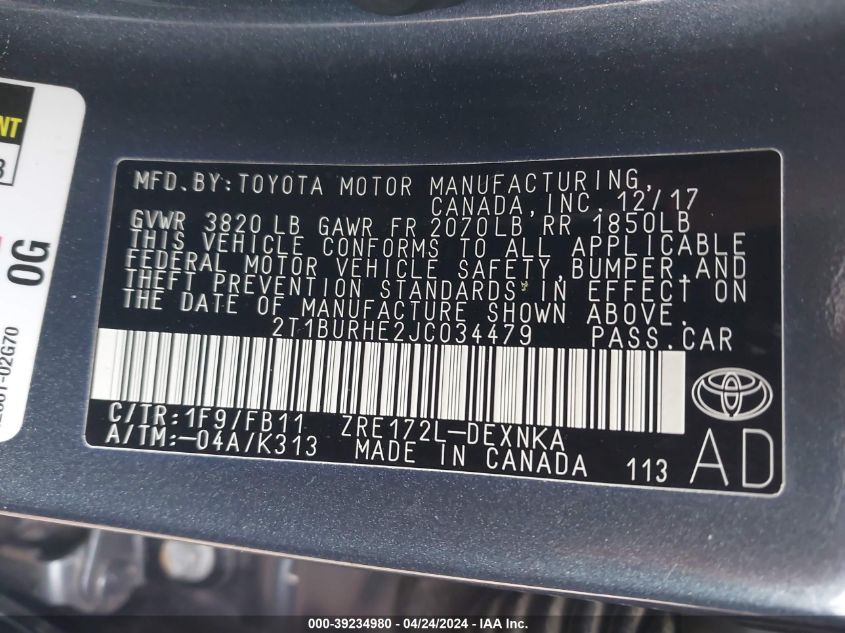 NT
3
0G
02G70
MFD.BY:TOYOTA MOTOR MANUFACTURING,
CANADA,INC. 12/17
GVWR 3820 LB GAWR FR 2070LB RR 1850LB
THIS VEHICLE CONFORMS TO ALL APPLICABLE
FEDERAL MOTOR VEHICLE SAFETY,BUMPER,AND
THEFT PREVENTION STANDARDS IN EFFECT ON
THE DATE OF MANUFACTURE SHOWN ABOVE.
2T1BURHE2JC034479 PASS.CAR
C/TR:1F9/FB11 ZRE172L-DEXNKA
A/TM:-04A/K313 MADE IN CANADA 113
AD
000-39234980 • 04/24/2024 - IAA Inc.